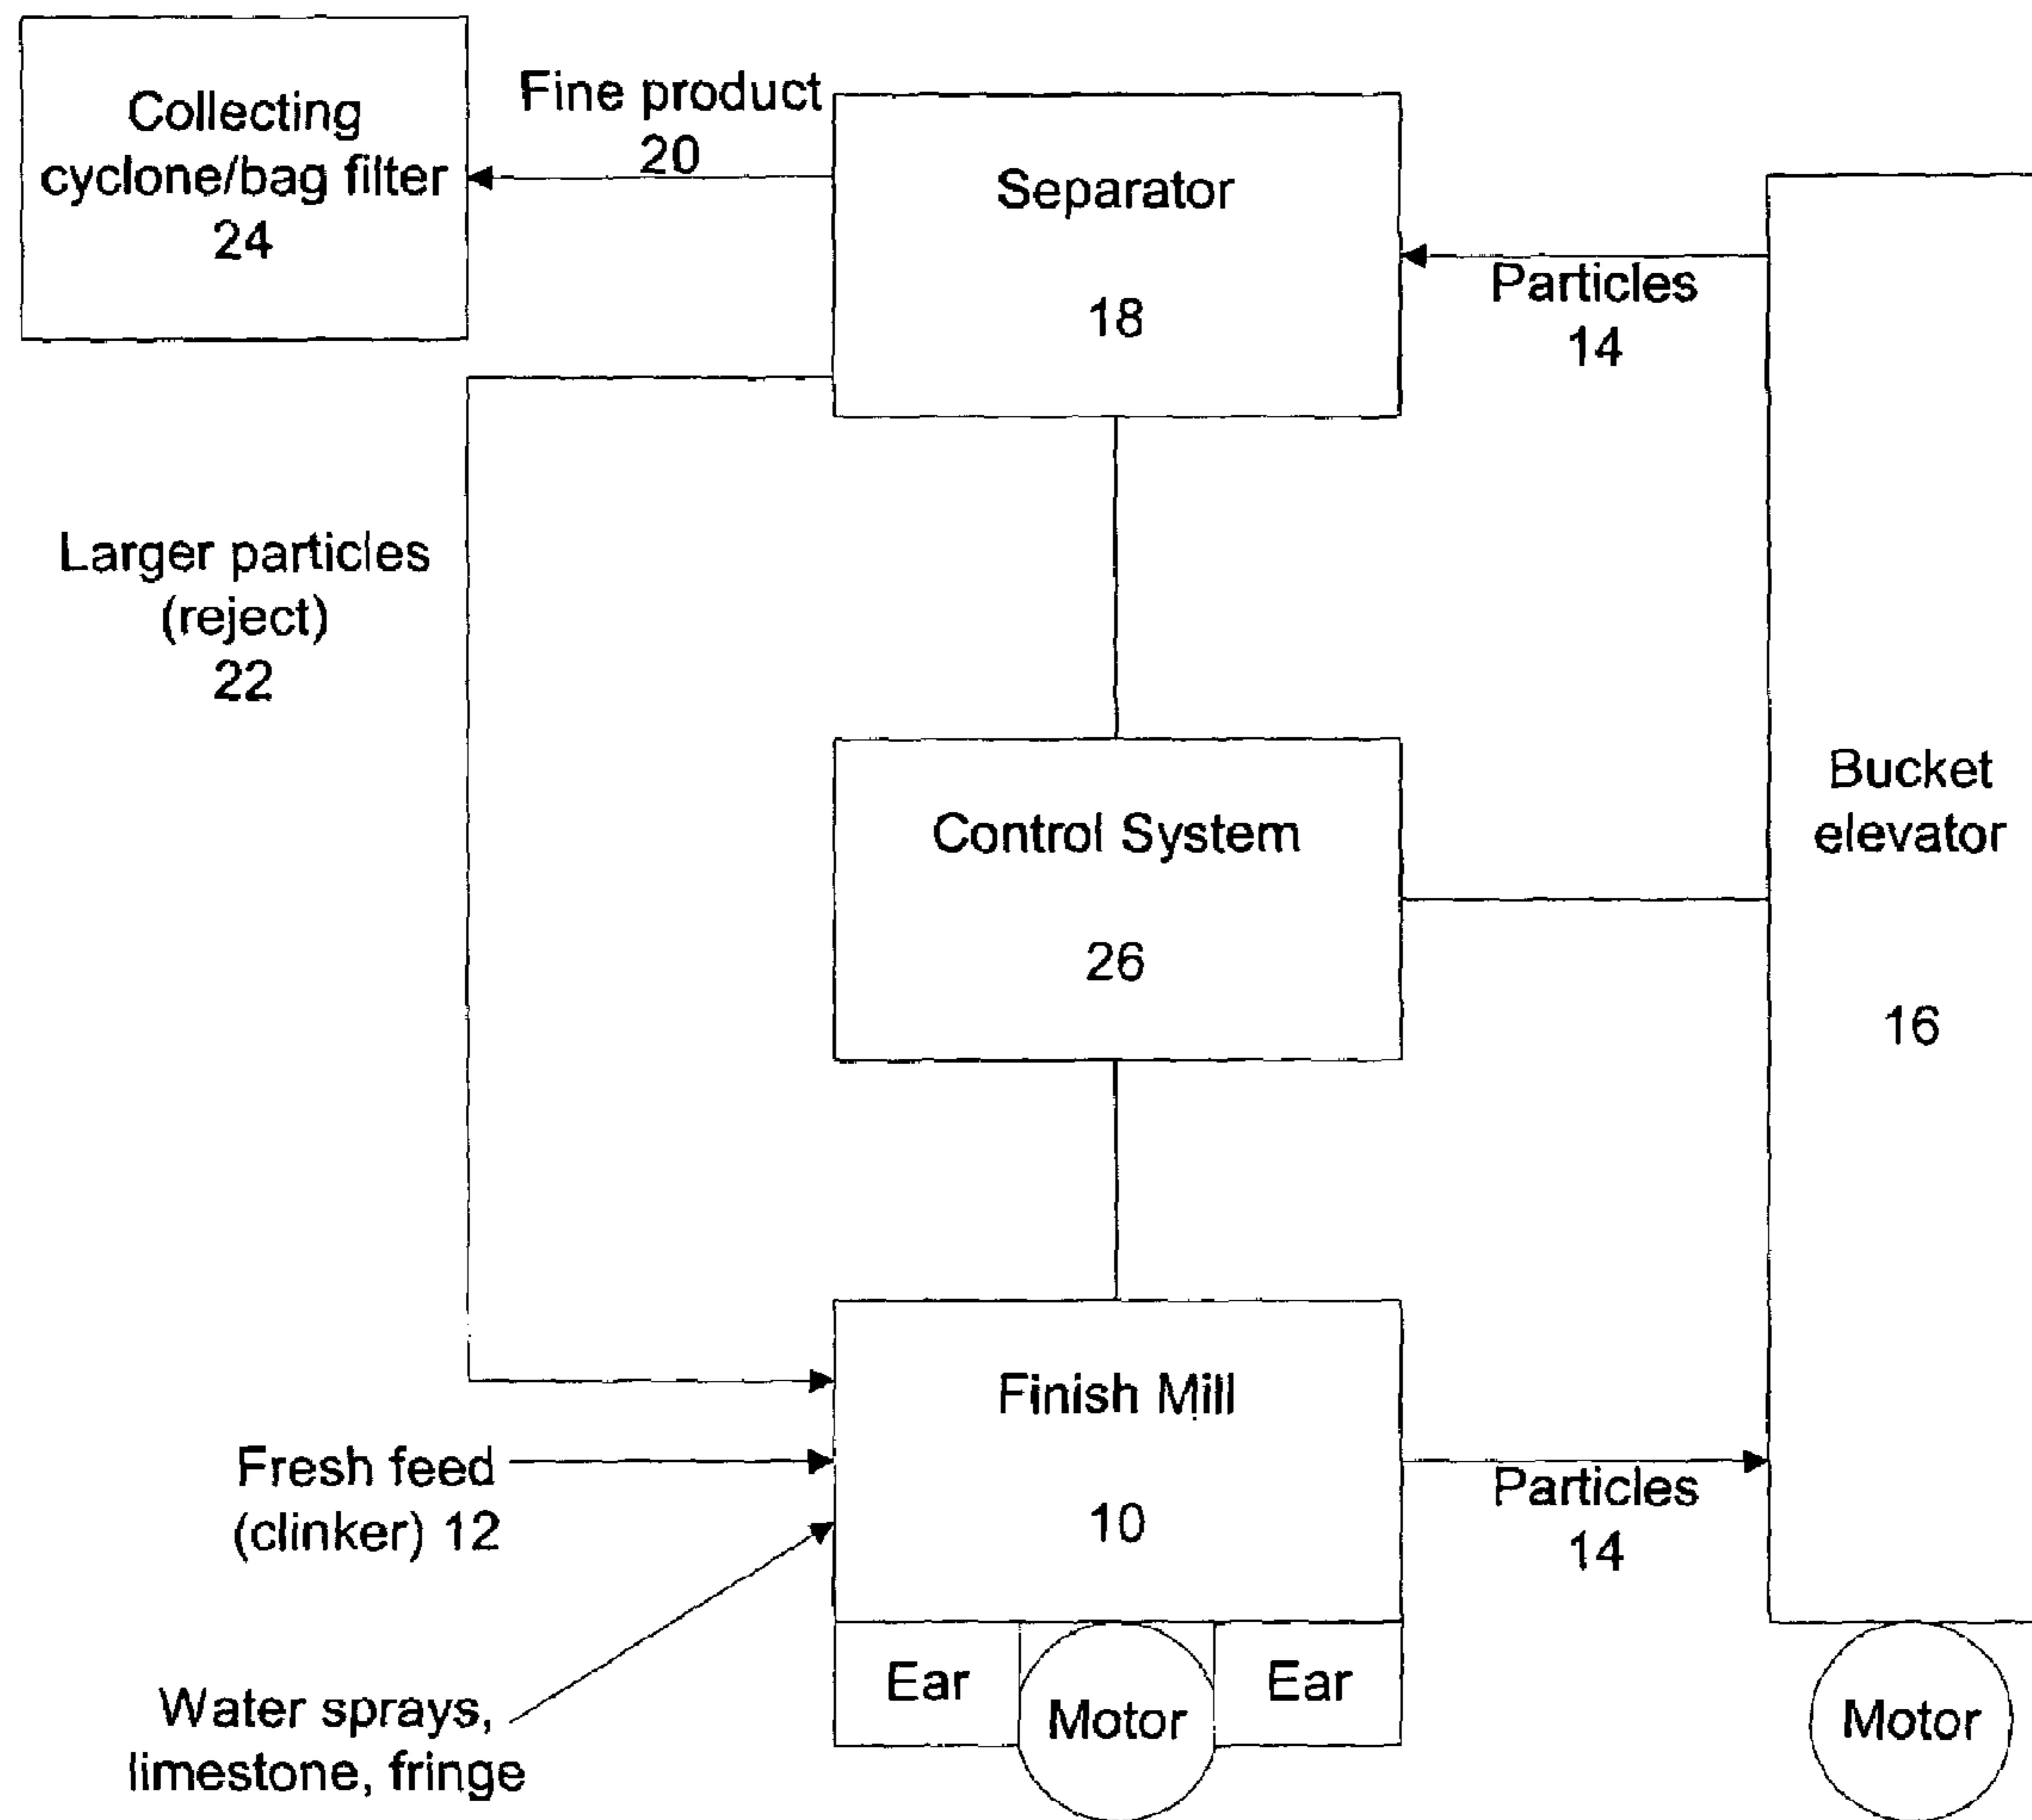 Collecting
cyclone/bag filter
24
Fine product
20
Separator
18
Particles
14
Larger particles
(reject)
22
Control System
26
Bucket
elevator
16
Finish Mill
10
Fresh feed
(clinker) 12
Particles
14
Water sprays,
limestone, fringe
Ear
Motor
Ear
Motor